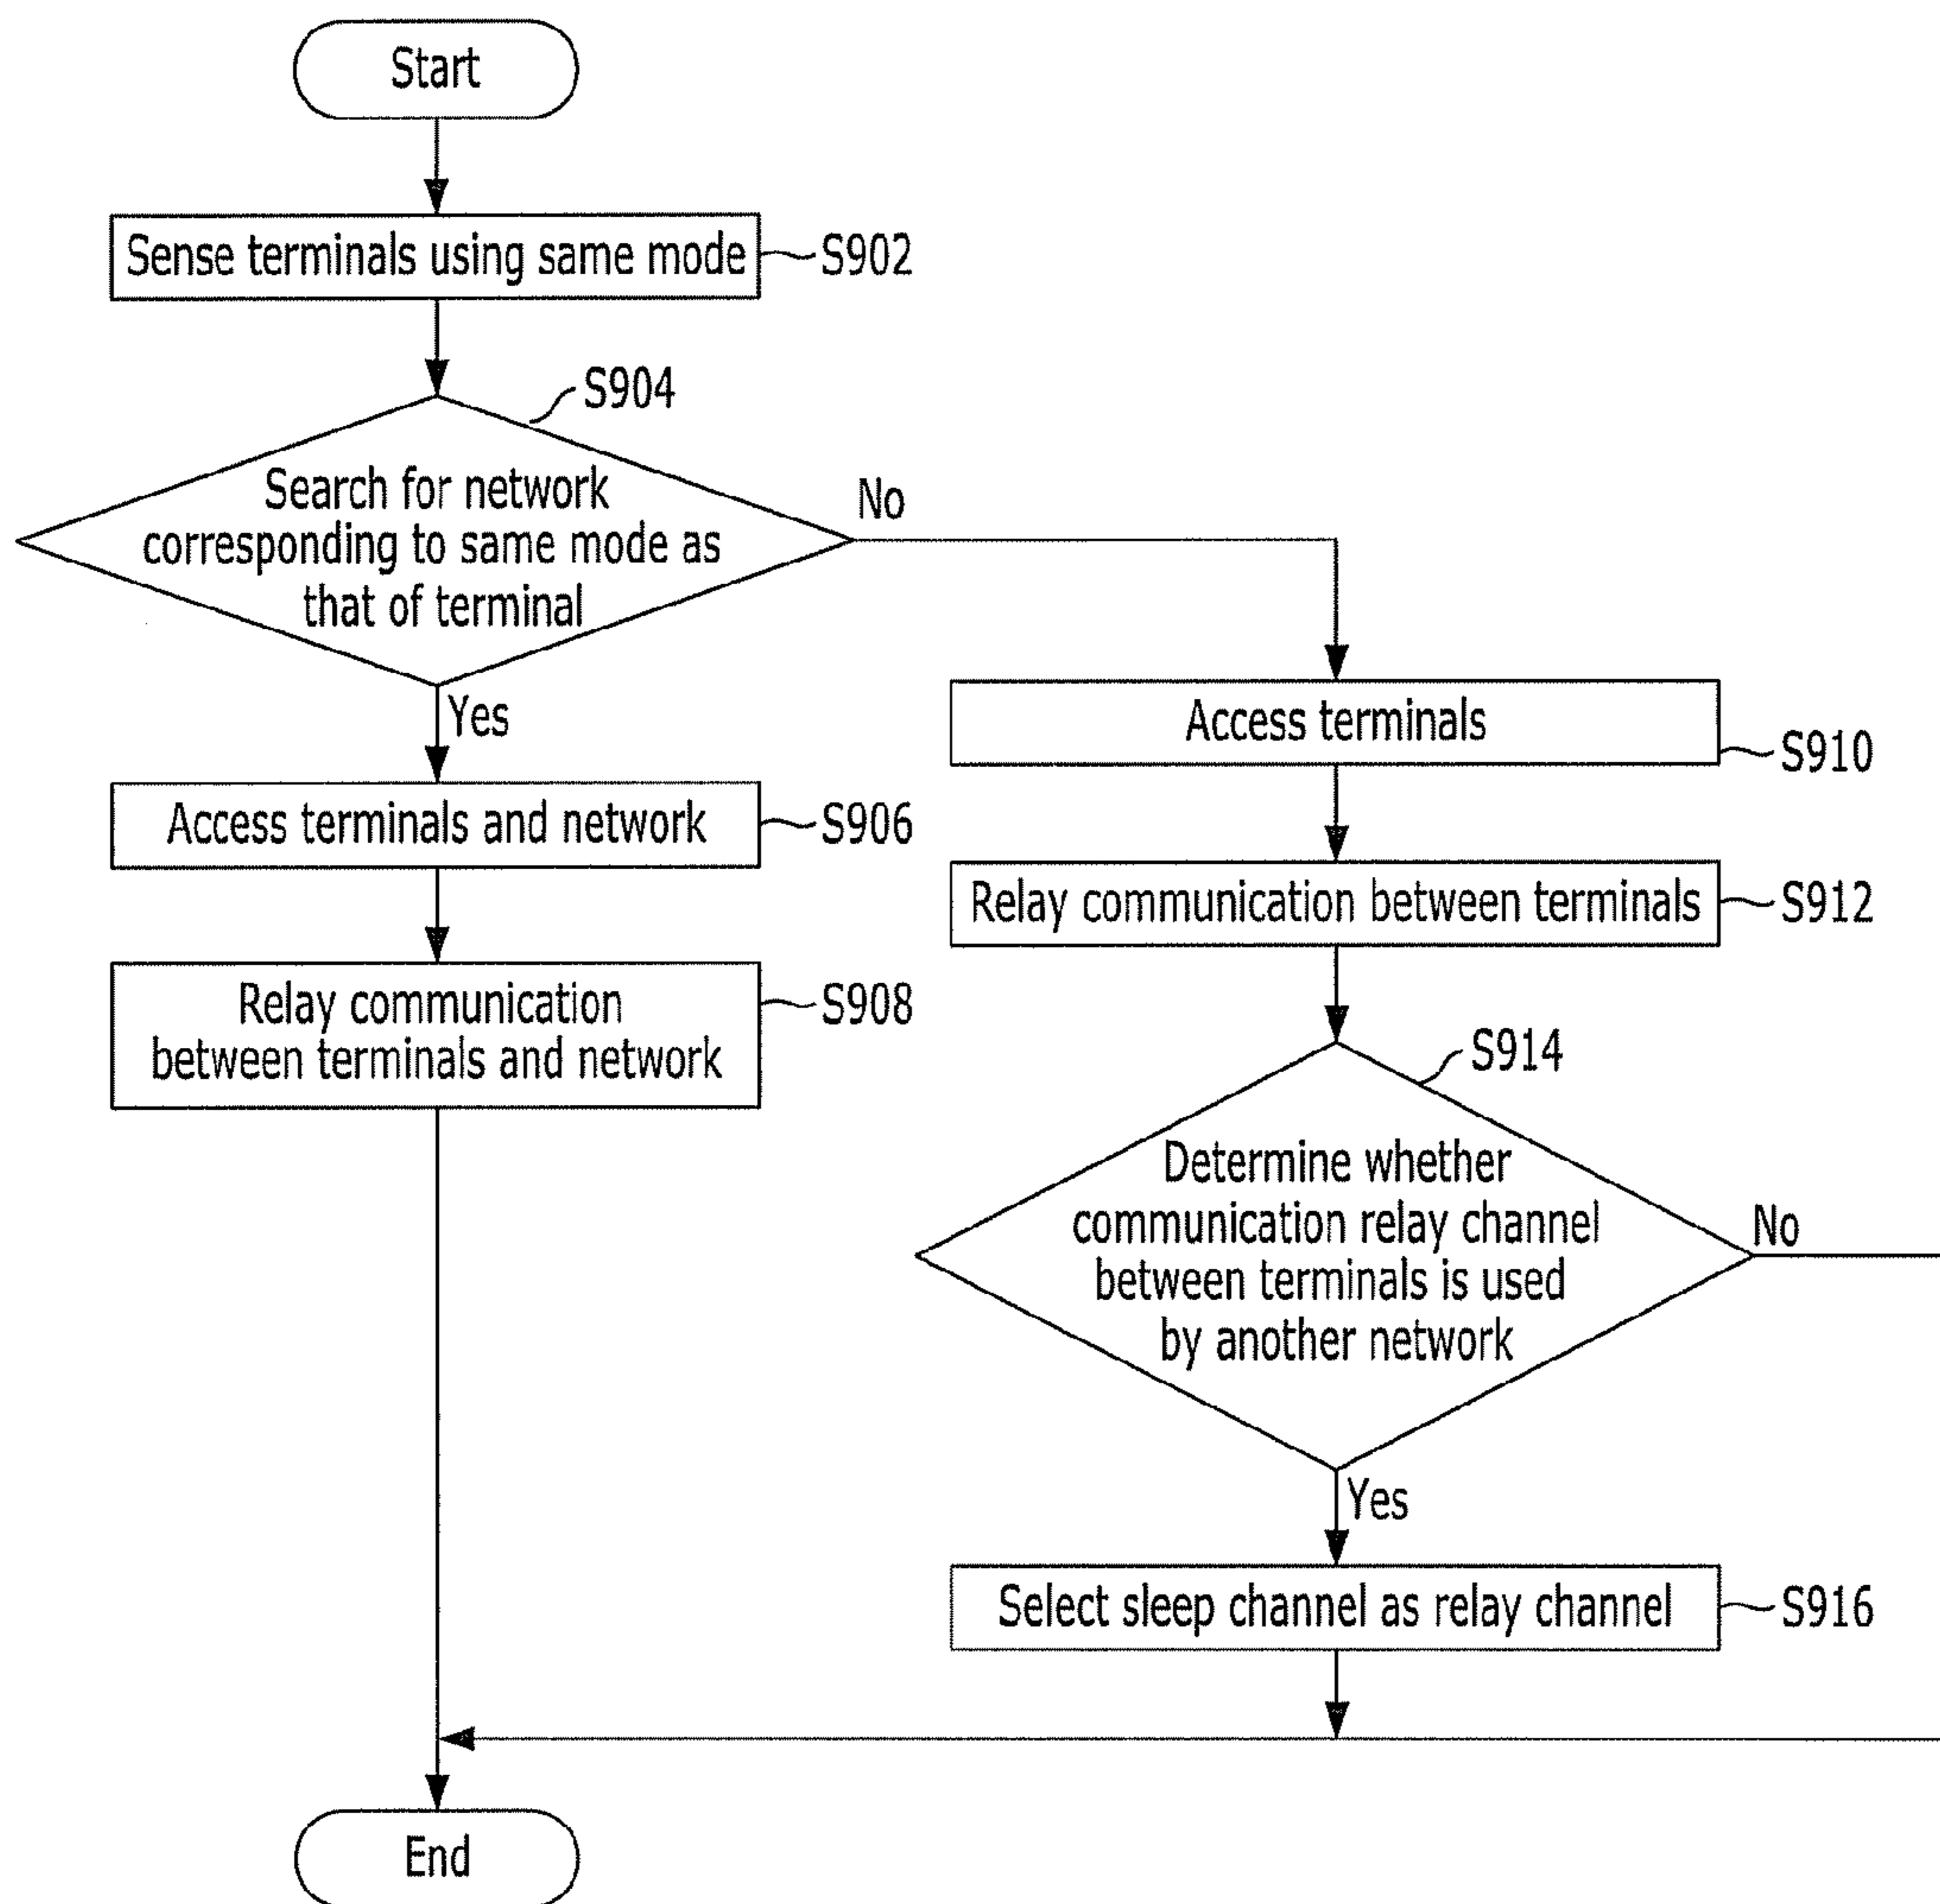 Start
Sense terminals using same mode
S902
S904
Search for network
corresponding to same mode as
that of terminal
No
Yes
Access terminals and network
S906
Relay communication
between terminals and network
S908
Access terminals
S910
Relay communication between terminals
S912
S914
Determine whether
communication relay channel
between terminals is used
by another network
No
Yes
Select sleep channel as relay channel
S916
End